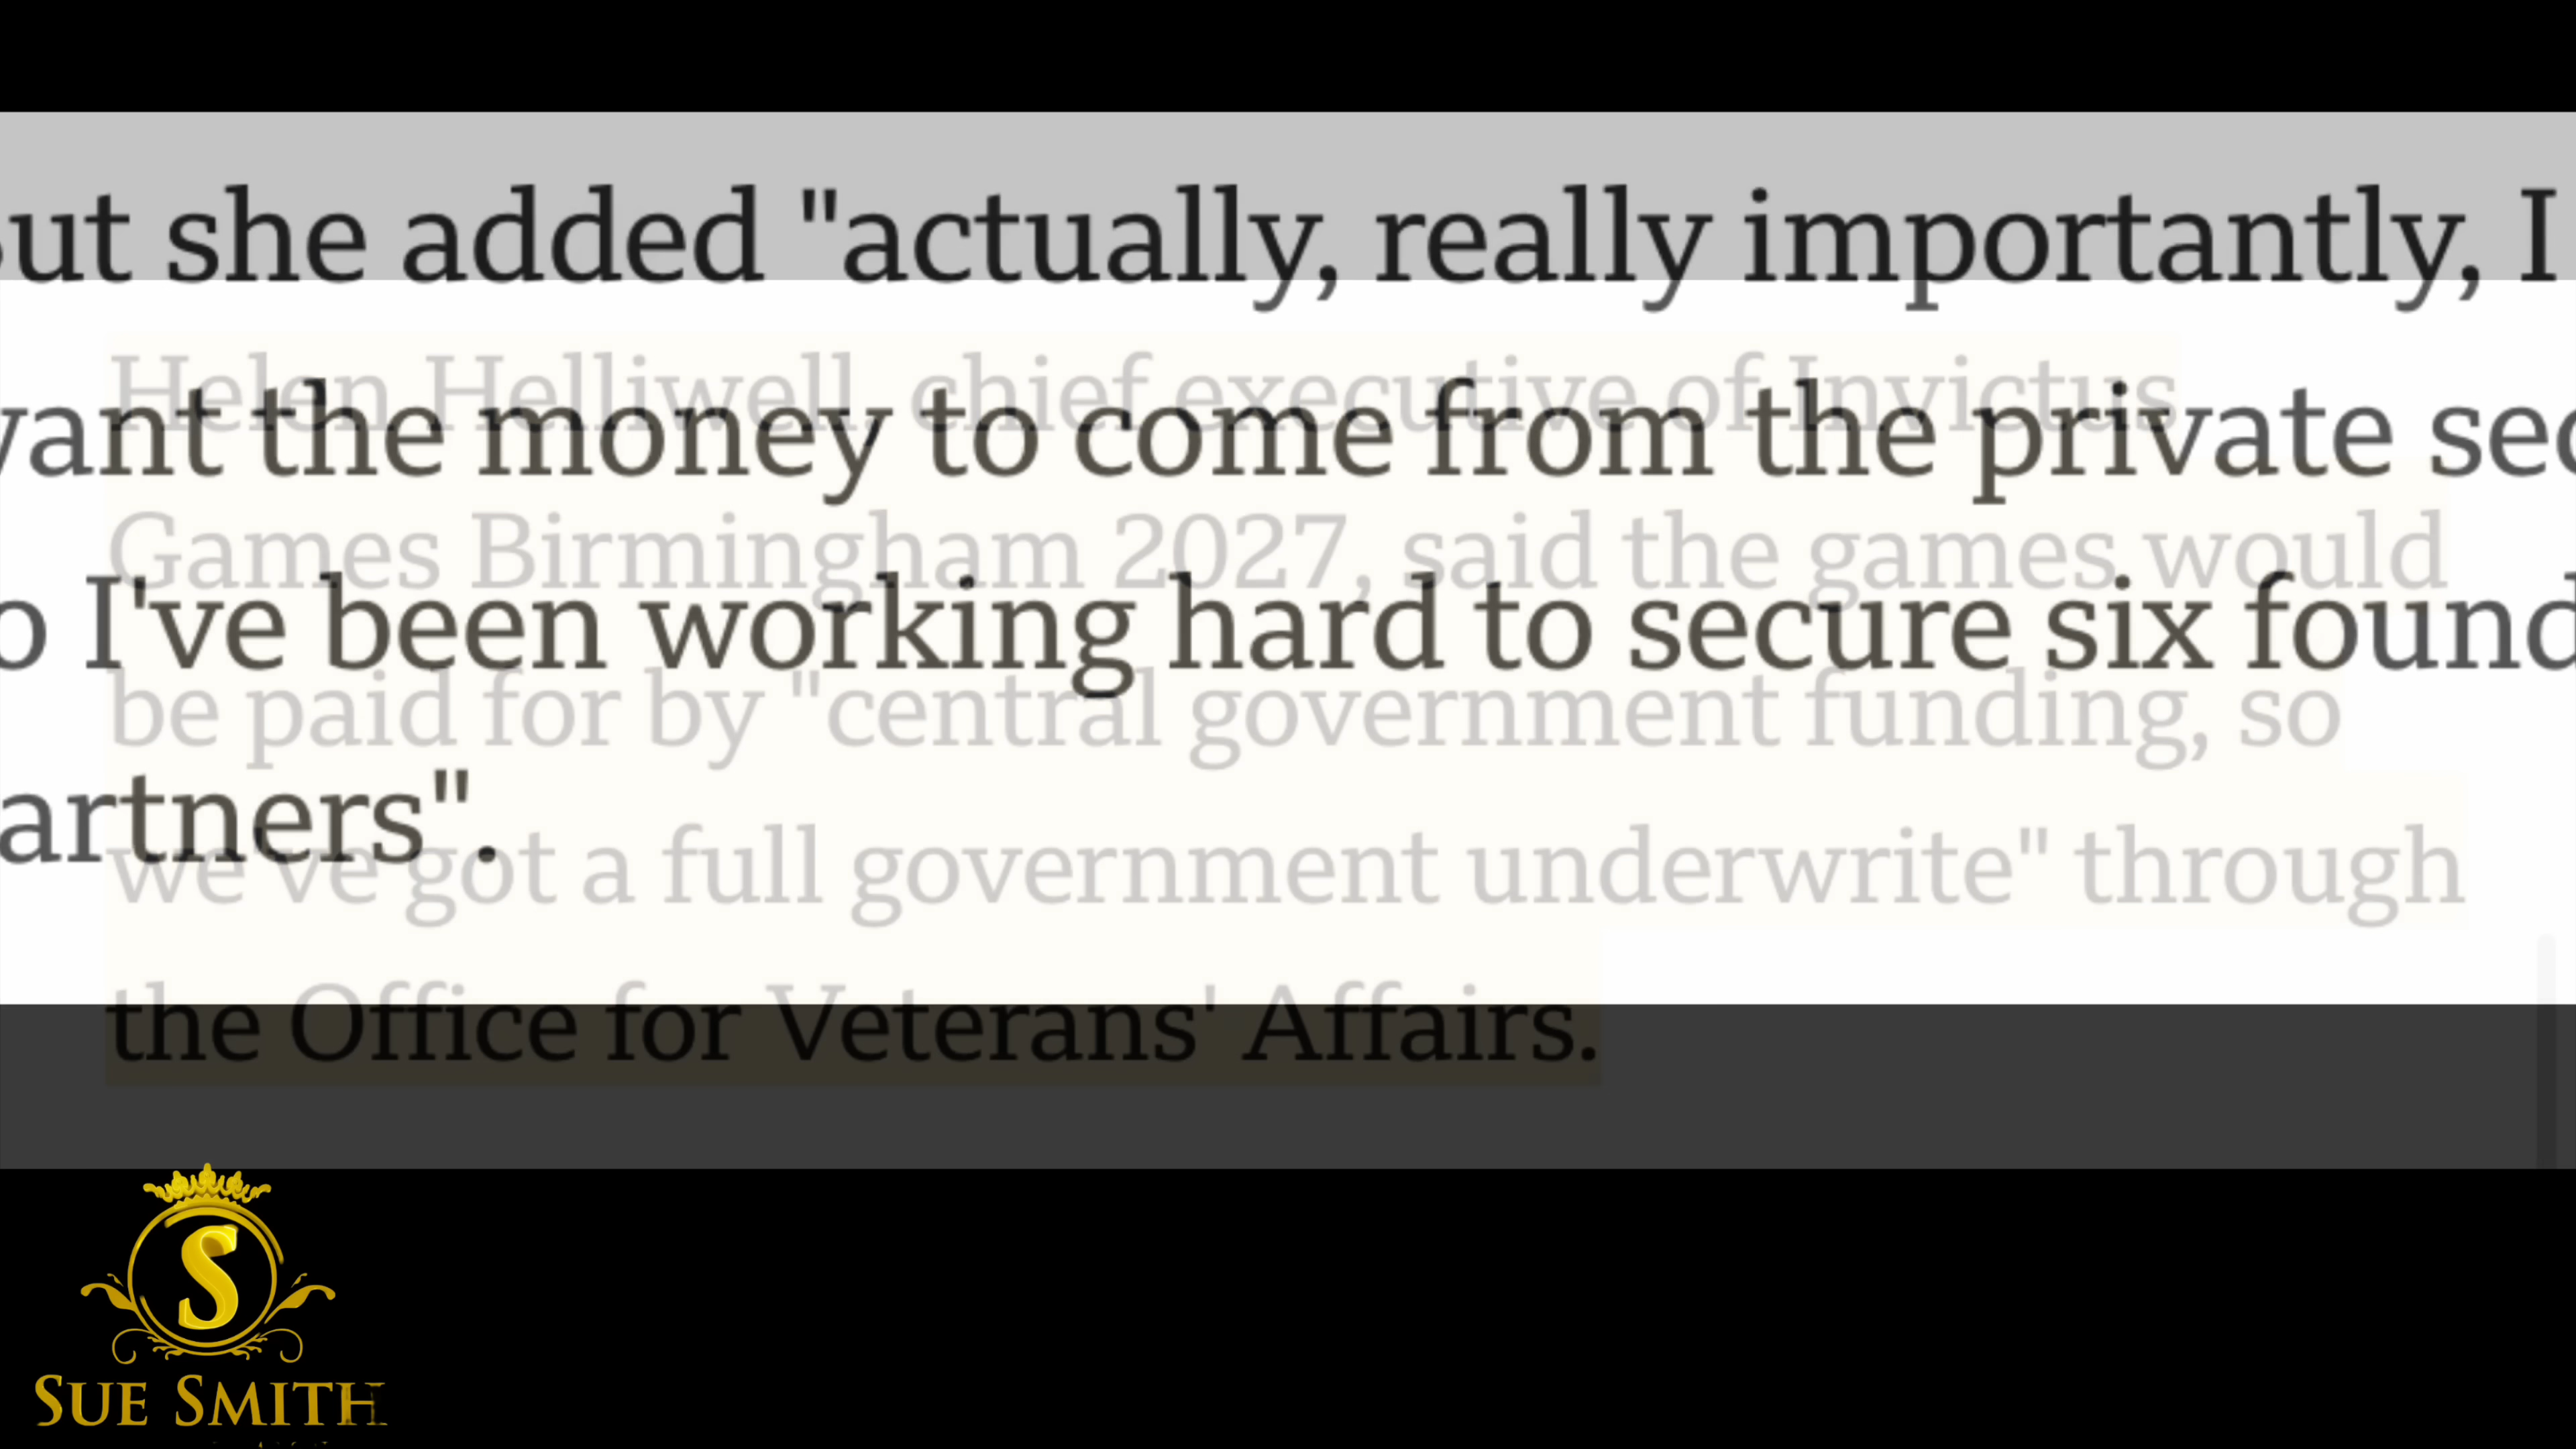 ut she added "actually, really importantly, I
want the money to come from the private sec
o I've been working hard to secure six found
artners".
Helen Helliwell, chief executive of Invictus
Games Birmingham 2027, said the games would
be paid for by "central government funding, so
we've got a full government underwrite" through
the Office for Veterans' Affairs.
S
SUE SMITH